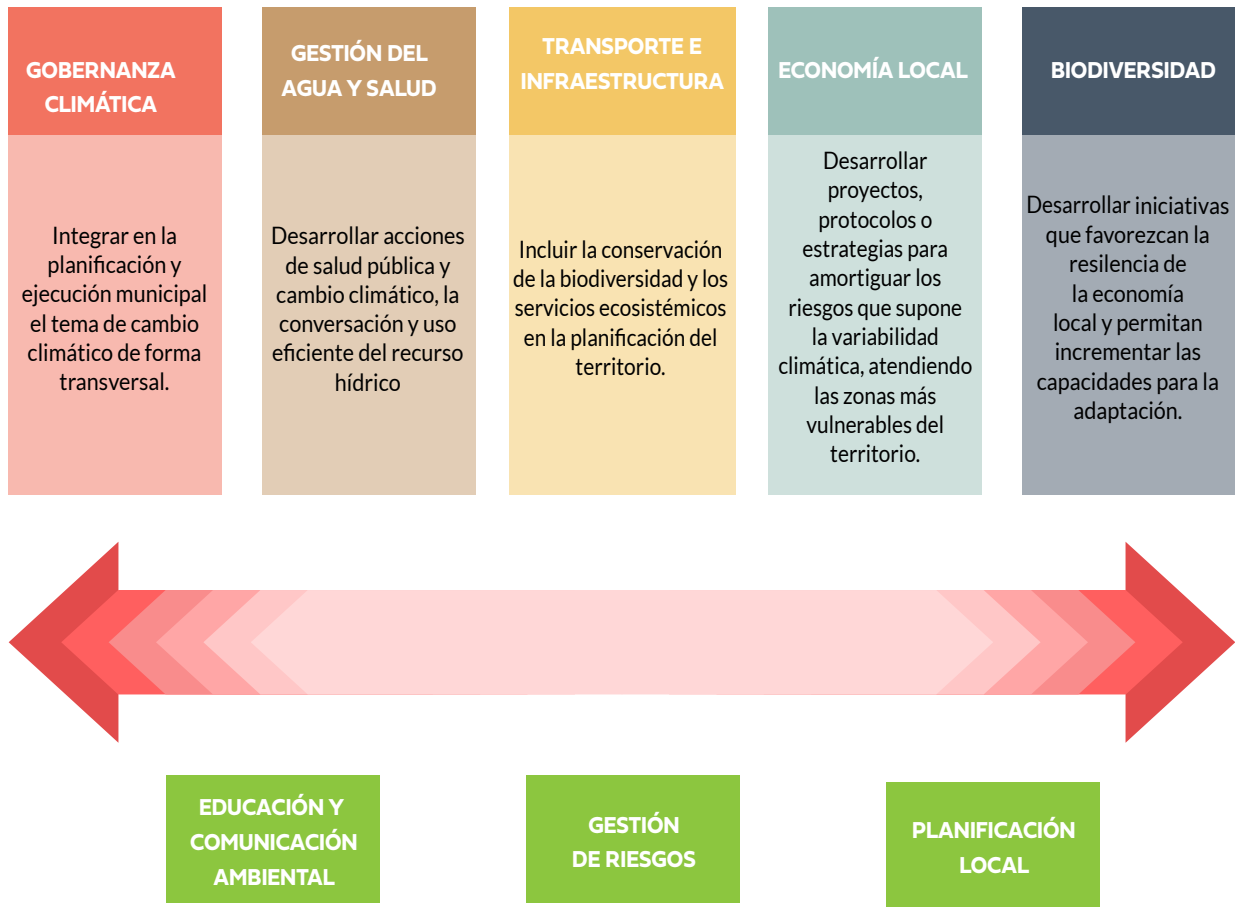 GOBERNANZA
CLIMÁTICA
Integrar en la
planificación y
ejecución municipal
el tema de cambio
climático de forma
transversal.
GESTIÓN DEL
AGUA Y SALUD
Desarrollar acciones
de salud pública y
cambio climático, la
conversación y uso
eficiente del recurso
hídrico
TRANSPORTE E
INFRAESTRUCTURA
Incluir la conservación
de la biodiversidad y los
servicios ecosistémicos
en la planificación del
territorio.
ECONOMÍA LOCAL
Desarrollar
proyectos,
protocolos o
estrategias para
amortiguar los
riesgos que supone
la variabilidad
climática, atendiendo
las zonas más
vulnerables del
territorio.
BIODIVERSIDAD
Desarrollar iniciativas
que favorezcan la
resilencia de
la economía
local y permitan
incrementar las
capacidades para la
adaptación.
EDUCACIÓN Y
COMUNICACIÓN
AMBIENTAL
GESTIÓN
DE RIESGOS
PLANIFICACIÓN
LOCAL